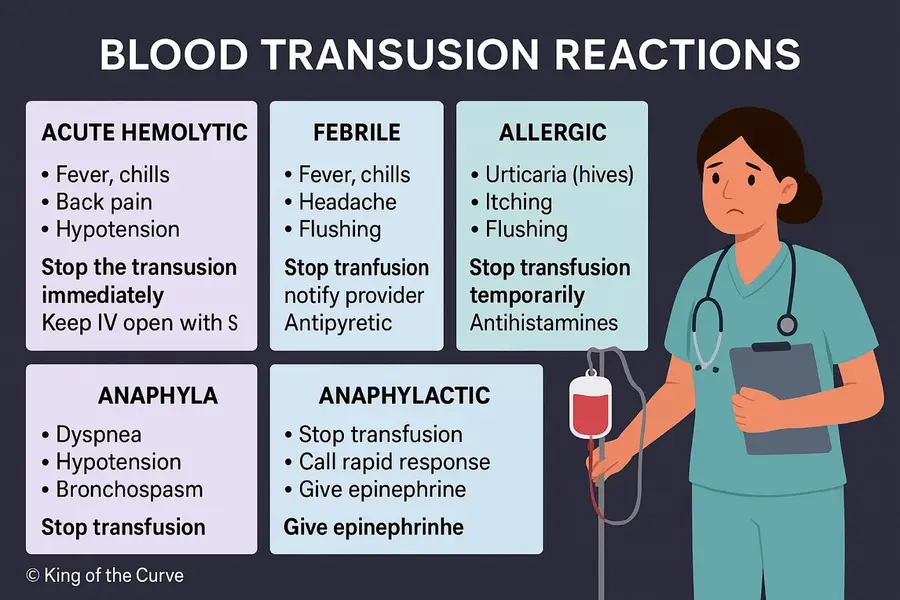 BLOOD TRANSUSION REACTIONS
ACUTE HEMOLYTIC
• Fever, chills
• Back pain
• Hypotension
Stop the transusion
immediately
Keep IV open with S
FEBRILE
• Fever, chills
• Headache
• Flushing
Stop tranfusion
notify provider
Antipyretic
ALLERGIC
• Urticaria (hives)
• Itching
• Flushing
Stop transfusion
temporarily
Antihistamines
ANAPHYLA
• Dyspnea
• Hypotension
• Bronchospasm
Stop transfusion
ANAPHYLACTIC
• Stop transfusion
• Call rapid response
• Give epinephrine
Give epinephrinhe
© King of the Curve